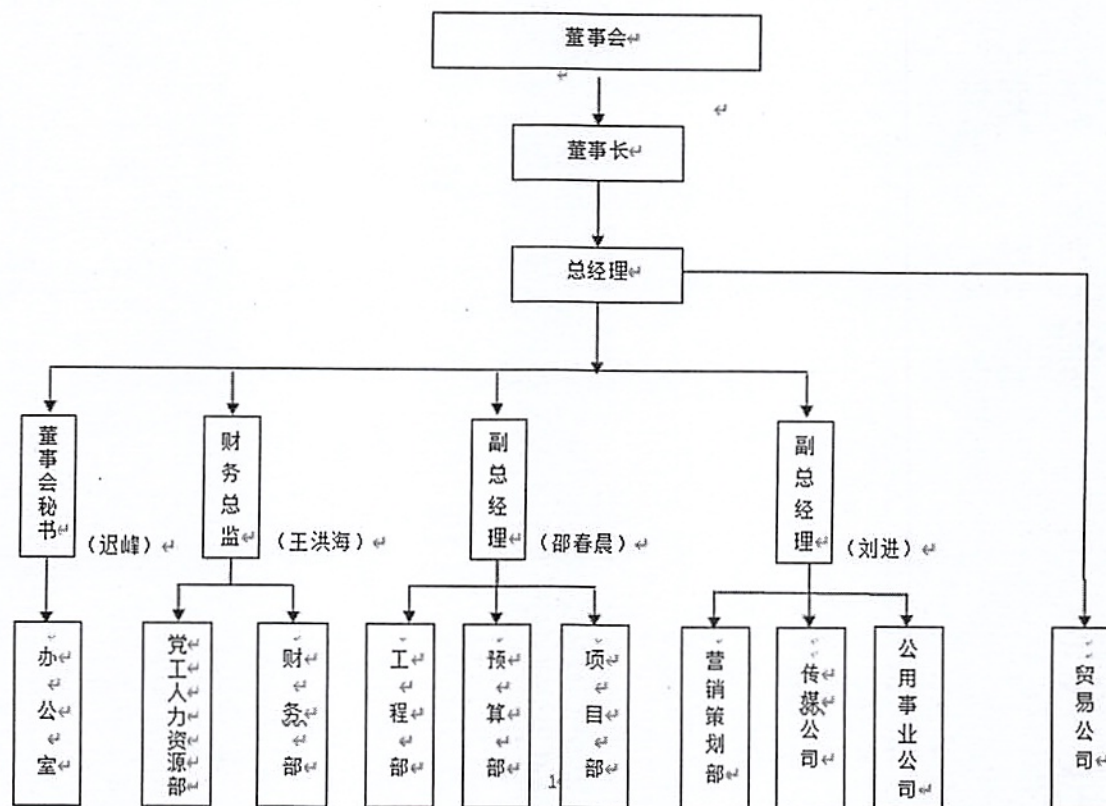 董事会
董事长
总经理
董事会秘书
（迟峰）
财务总监
（王洪海）
副总经理
（邵春晨）
副总经理
（刘进）
办公室
党工人力资源部
财务部
工程部
预算部
项目部
营销策划部
传媒公司
公用事业公司
贸易公司
1